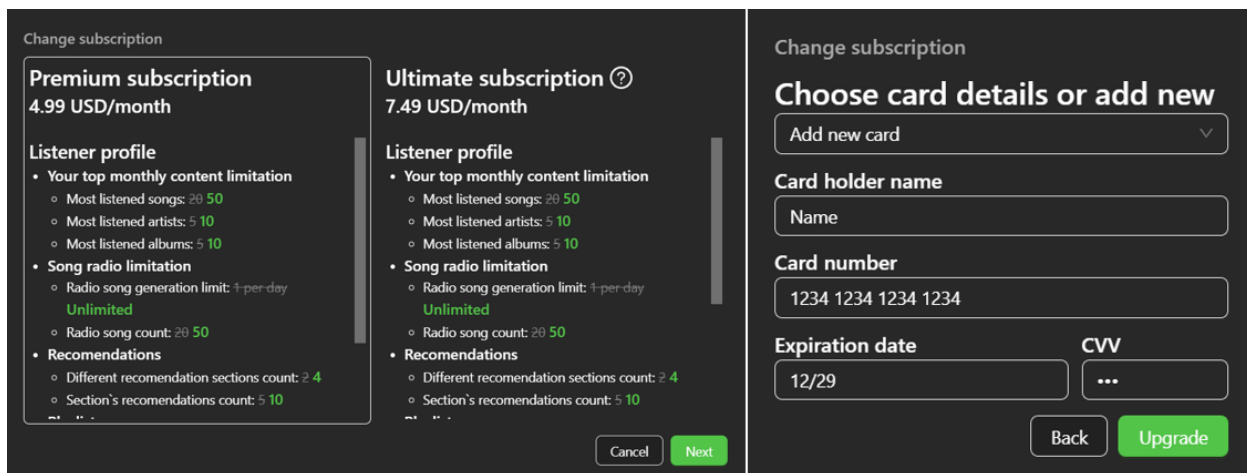 Change subscription
Premium subscription
4.99 USD/month
Listener profile
• Your top monthly content limitation
◦ Most listened songs: 20 50
◦ Most listened artists: 5 10
◦ Most listened albums: 5 10
• Song radio limitation
◦ Radio song generation limit: 1 per day
Unlimited
◦ Radio song count: 20 50
• Recomendations
◦ Different recomendation sections count: 2 4
◦ Section`s recomendations count: 5 10
Ultimate subscription ?
7.49 USD/month
Listener profile
• Your top monthly content limitation
◦ Most listened songs: 20 50
◦ Most listened artists: 5 10
◦ Most listened albums: 5 10
• Song radio limitation
◦ Radio song generation limit: 1 per day
Unlimited
◦ Radio song count: 20 50
• Recomendations
◦ Different recomendation sections count: 2 4
◦ Section`s recomendations count: 5 10
Cancel Next
Change subscription
Choose card details or add new
Add new card
Card holder name
Name
Card number
1234 1234 1234 1234
Expiration date CVV
12/29 •••
Back Upgrade